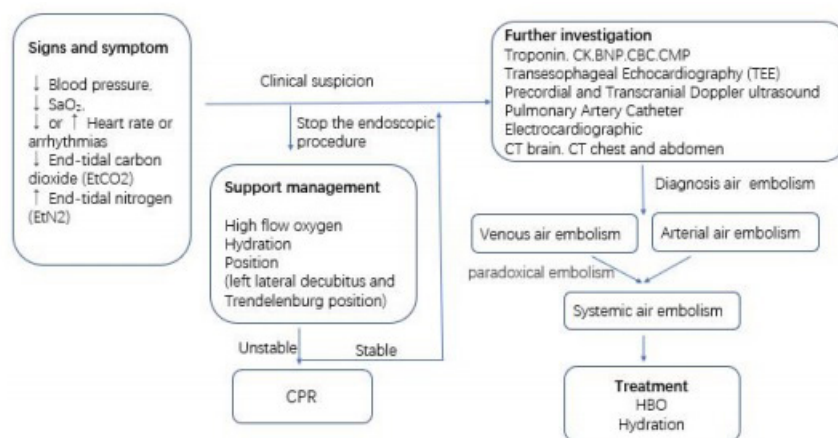 Signs and symptom
↓ Blood pressure.
↓ SaO₂.
↓ or ↑ Heart rate or
arrhythmias
↓ End-tidal carbon
dioxide (EtCO2)
↑ End-tidal nitrogen
(EtN2)
Clinical suspicion
Stop the endoscopic
procedure
Support management
High flow oxygen
Hydration
Position
(left lateral decubitus and
Trendelenburg position)
Unstable
Stable
CPR
Further investigation
Troponin. CK.BNP.CBC.CMP
Transesophageal Echocardiography (TEE)
Precordial and Transcranial Doppler ultrasound
Pulmonary Artery Catheter
Electrocardiographic
CT brain. CT chest and abdomen
Diagnosis air embolism
Venous air embolism
Arterial air embolism
paradoxical embolism
Systemic air embolism
Treatment
HBO
Hydration